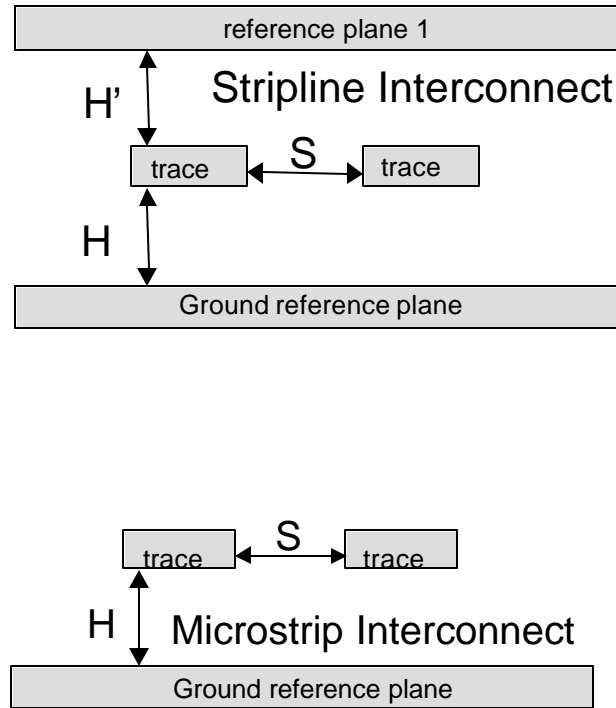 reference plane 1
Stripline Interconnect
H’
S
trace
trace
H
Ground reference plane
S
trace
trace
H
Microstrip Interconnect
Ground reference plane